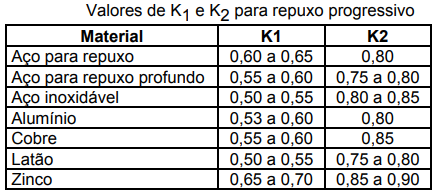 Valores de K1 e K2 para repuxo progressivo
Material K1 K2
Aço para repuxo 0,60 a 0,65 0,80
Aço para repuxo profundo 0,55 a 0,60 0,75 a 0,80
Aço inoxidável 0,50 a 0,55 0,80 a 0,85
Alumínio 0,53 a 0,60 0,80
Cobre 0,55 a 0,60 0,85
Latão 0,50 a 0,55 0,75 a 0,80
Zinco 0,65 a 0,70 0,85 a 0,90